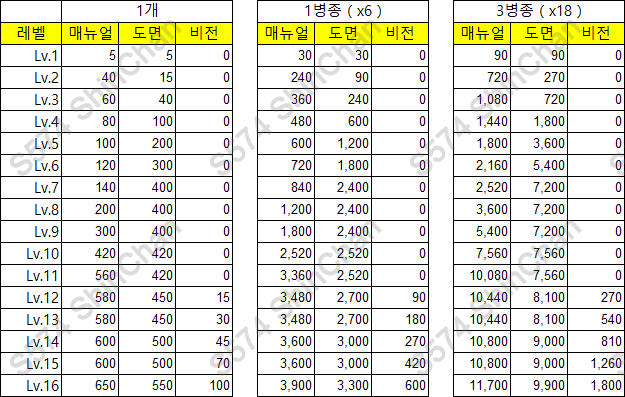 1개 1병종 ( x6 ) 3병종 ( x18 )
레벨 매뉴얼 도면 비전 매뉴얼 도면 비전 매뉴얼 도면 비전
Lv.1 5 5 0 30 30 0 90 90 0
Lv.2 40 15 0 240 90 0 720 270 0
Lv.3 60 40 0 360 240 0 1,080 720 0
Lv.4 80 100 0 480 600 0 1,440 1,800 0
Lv.5 100 200 0 600 1,200 0 1,800 3,600 0
Lv.6 120 300 0 720 1,800 0 2,160 5,400 0
Lv.7 140 400 0 840 2,400 0 2,520 7,200 0
Lv.8 200 400 0 1,200 2,400 0 3,600 7,200 0
Lv.9 300 400 0 1,800 2,400 0 5,400 7,200 0
Lv.10 420 420 0 2,520 2,520 0 7,560 7,560 0
Lv.11 560 420 0 3,360 2,520 0 10,080 7,560 0
Lv.12 580 450 15 3,480 2,700 90 10,440 8,100 270
Lv.13 580 450 30 3,480 2,700 180 10,440 8,100 540
Lv.14 600 500 45 3,600 3,000 270 10,800 9,000 810
Lv.15 600 500 70 3,600 3,000 420 10,800 9,000 1,260
Lv.16 650 550 100 3,900 3,300 600 11,700 9,900 1,800
S574 ShinChan
S574 ShinChan
S574 ShinChan
S574 ShinChan
S574 ShinChan
S574 ShinChan